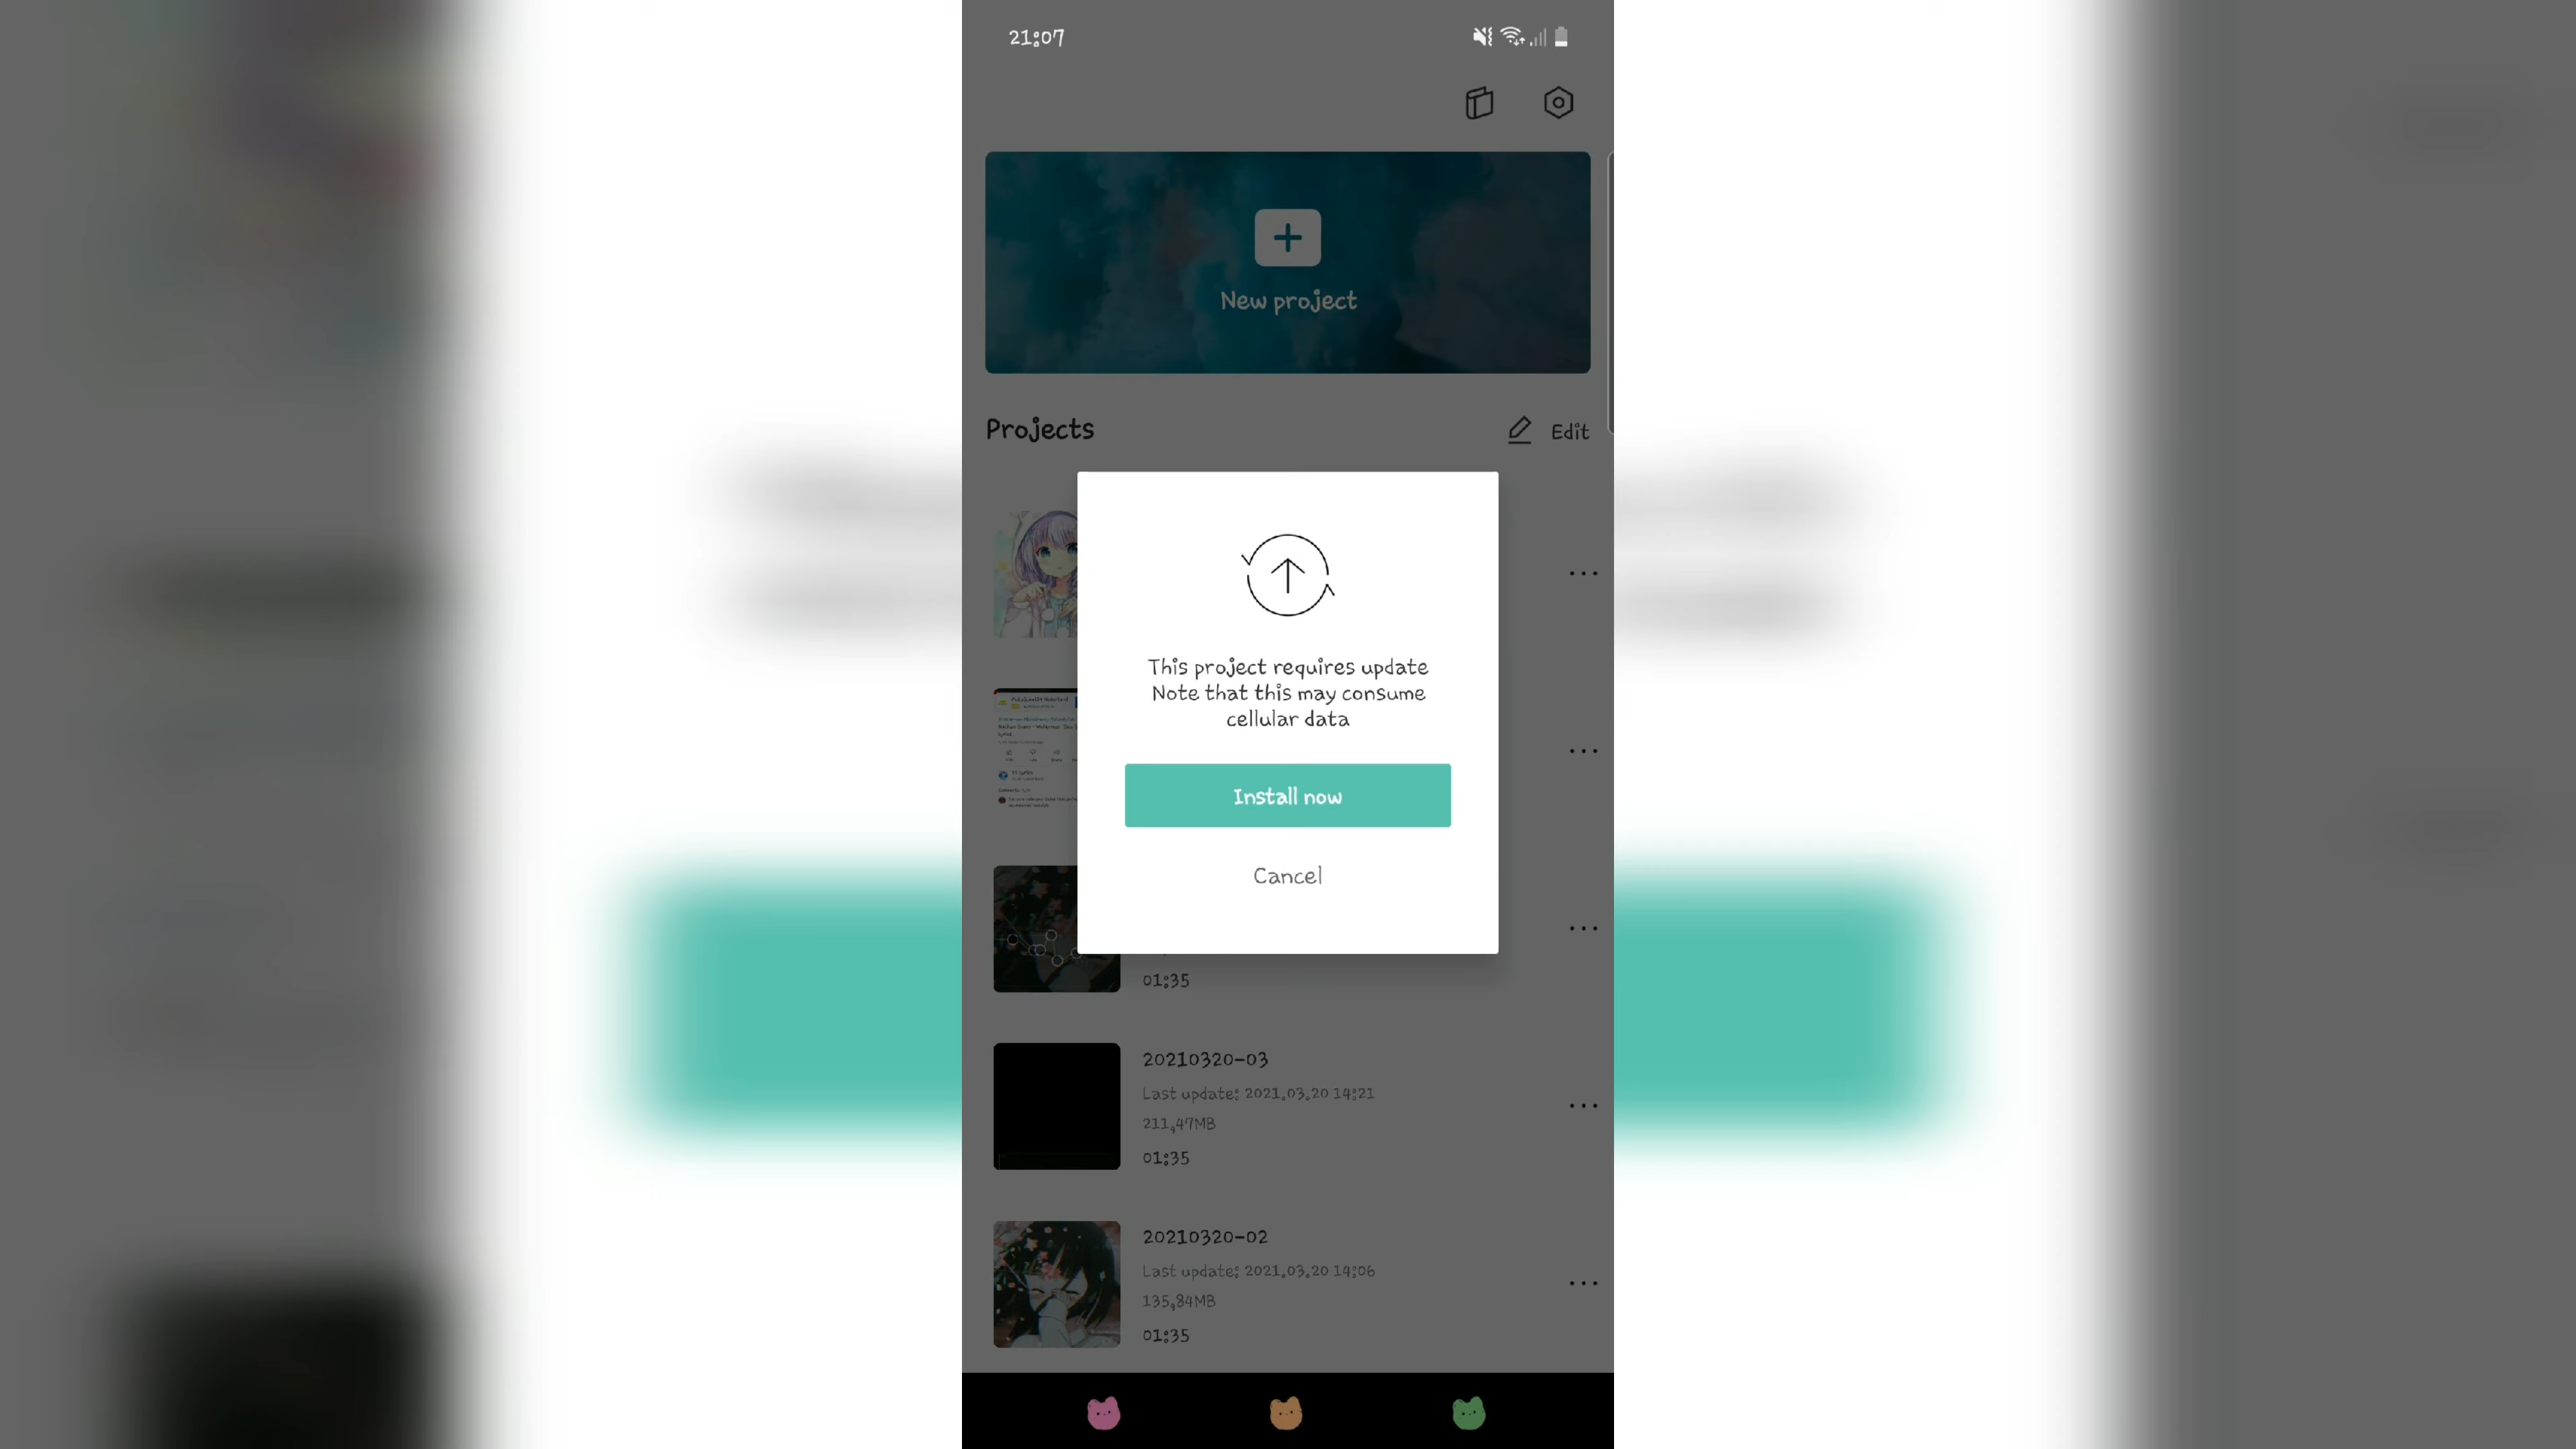 21:07
New project
Projects
Edit
This project requires update
Note that this may consume
cellular data
Install now
Cancel
01:35
20210320-03
Last update: 2021.03.20 14:21
211,47MB
01:35
20210320-02
Last update: 2021.03.20 14:06
135,84MB
01:35